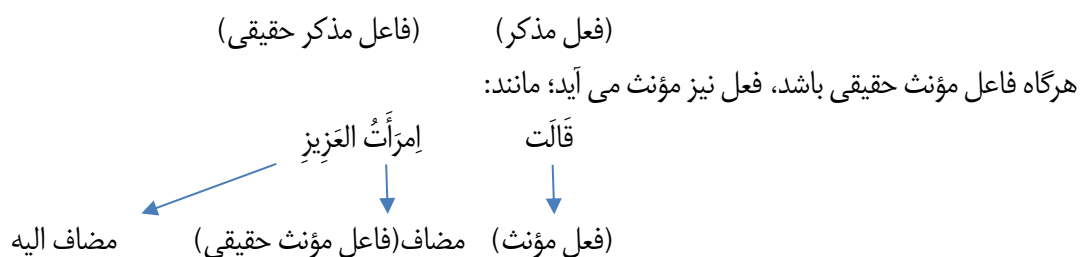 (فعل مذکر) (فاعل مذکر حقیقی)
هرگاه فاعل مؤنث حقیقی باشد، فعل نیز مؤنث می آید؛ مانند:
قَالَت اِمرَأَتُ العَزِیزِ
(فعل مؤنث) مضاف(فاعل مؤنث حقیقی) مضاف الیه